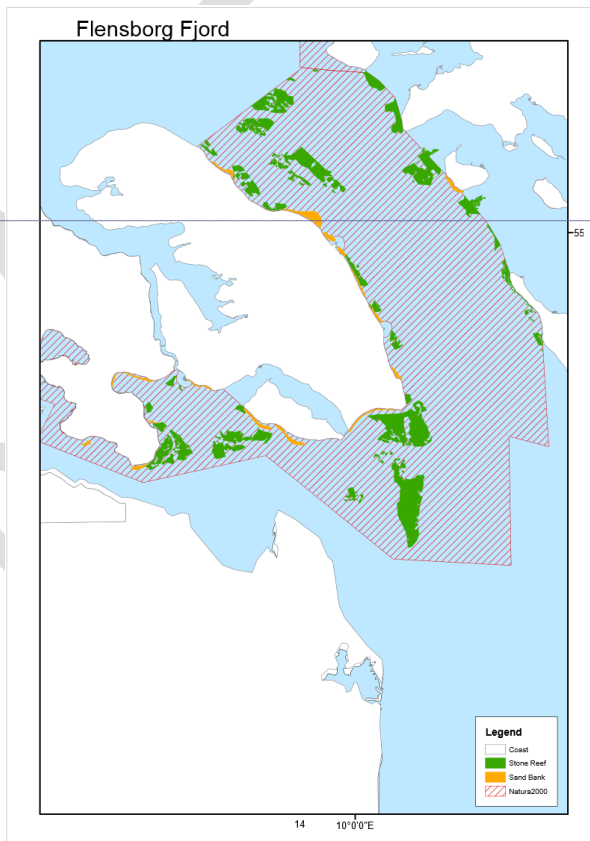 Flensborg Fjord
55
Legend
Coast
Stone Reef
Sand Bank
Natura2000
14
10°0'0"E